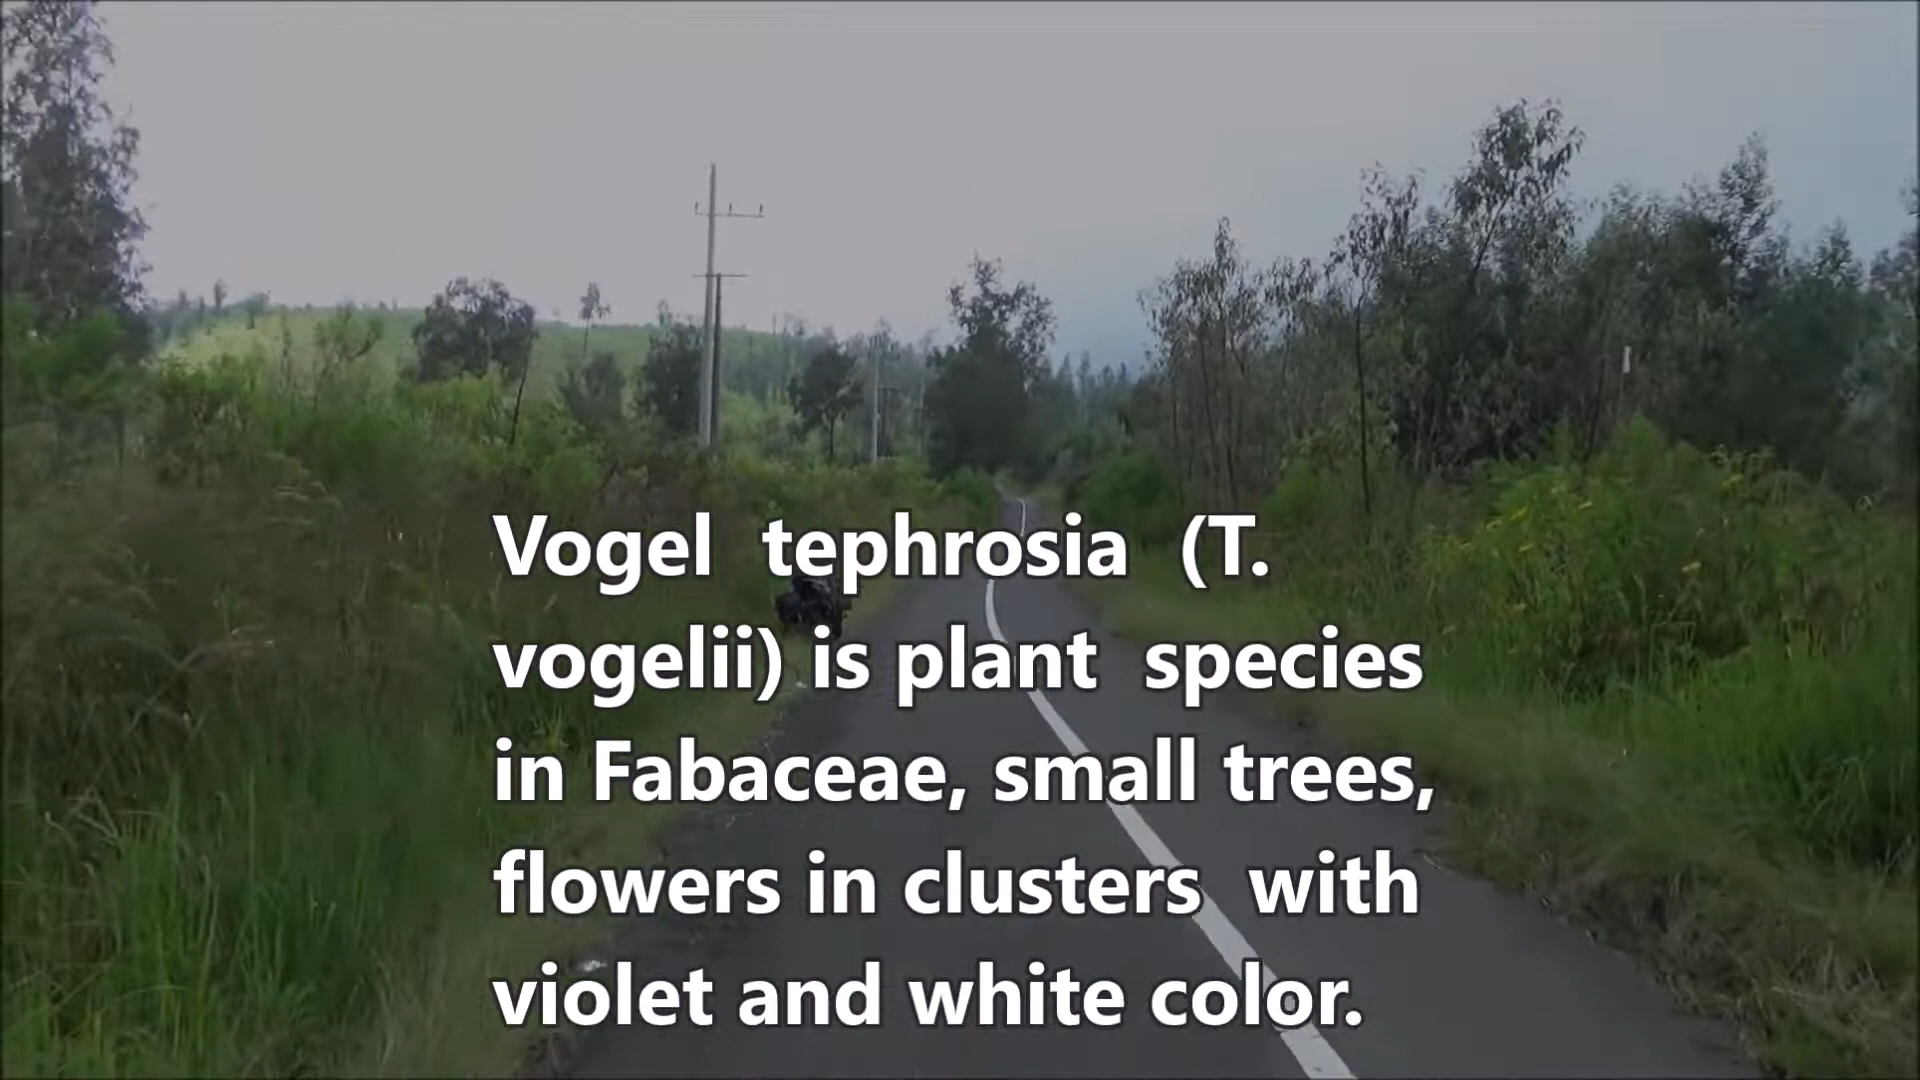 Vogel tephrosia (T.
vogelii) is plant species
in Fabaceae, small trees,
flowers in clusters with
violet and white color.